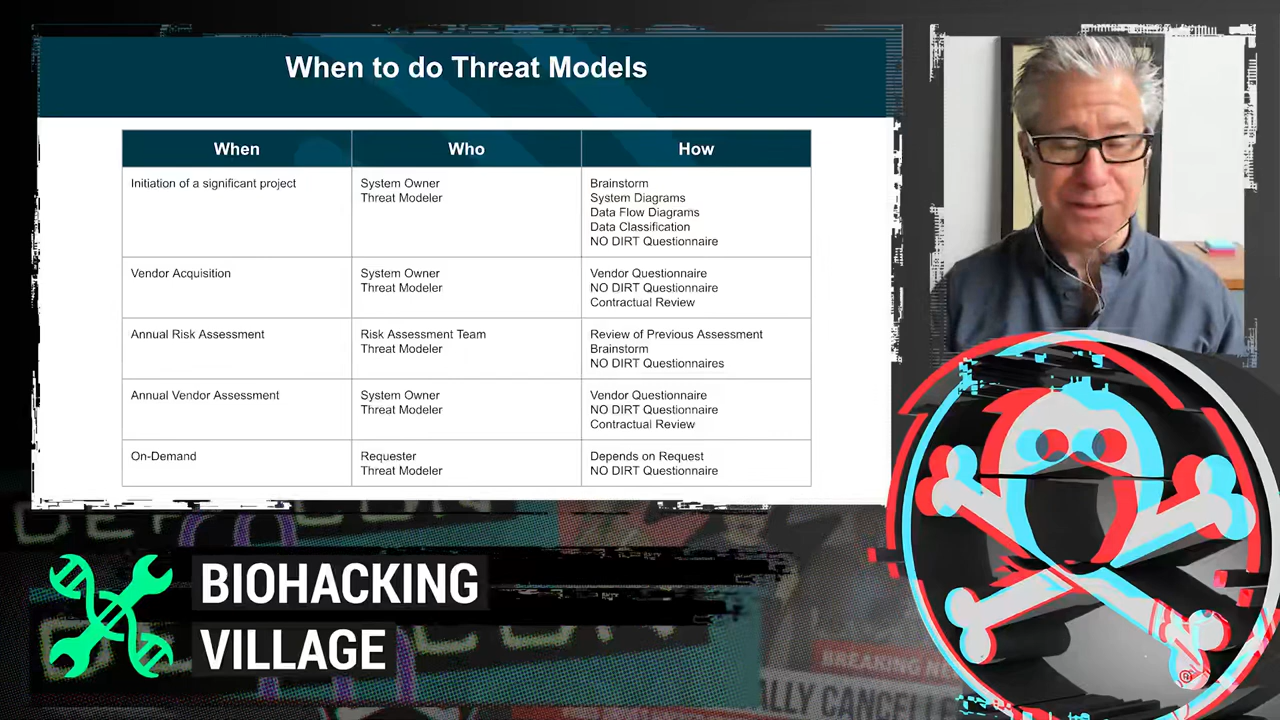 When to do Threat Models
When
Who
How
Initiation of a significant project
System Owner
Threat Modeler
Brainstorm
System Diagrams
Data Flow Diagrams
Data Classification
NO DIRT Questionnaire
Vendor Acquisition
System Owner
Threat Modeler
Vendor Questionnaire
NO DIRT Questionnaire
Contractual Review
Annual Risk Assessment
Risk Assessment Team
Threat Modeler
Review of Previous Assessment
Brainstorm
NO DIRT Questionnaires
Annual Vendor Assessment
System Owner
Threat Modeler
Vendor Questionnaire
NO DIRT Questionnaire
Contractual Review
On-Demand
Requester
Threat Modeler
Depends on Request
NO DIRT Questionnaire
BIOHACKING
VILLAGE
BREAKING
ALLY CANCELLE
®